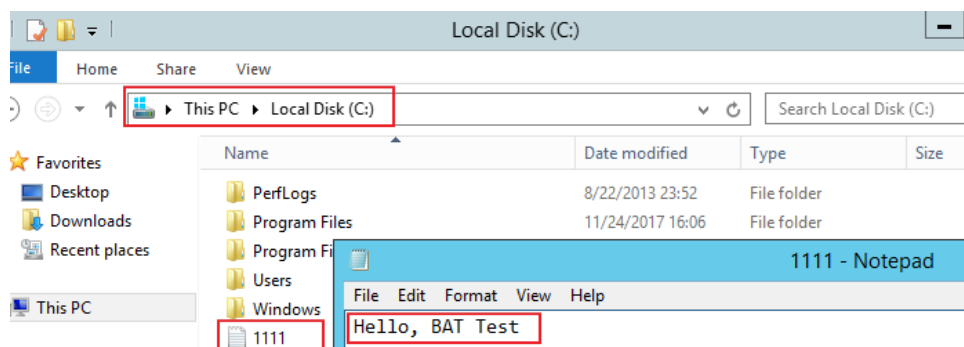 Local Disk (C:)
File Home Share View
This PC Local Disk (C:) Search Local Disk (C:)
Name Date modified Type Size
Favorites
Desktop PerfLogs 8/22/2013 23:52 File folder
Downloads Program Files 11/24/2017 16:06 File folder
Recent places Program Fi
1111 - Notepad
Users
File Edit Format View Help
This PC Windows
Hello, BAT Test
1111